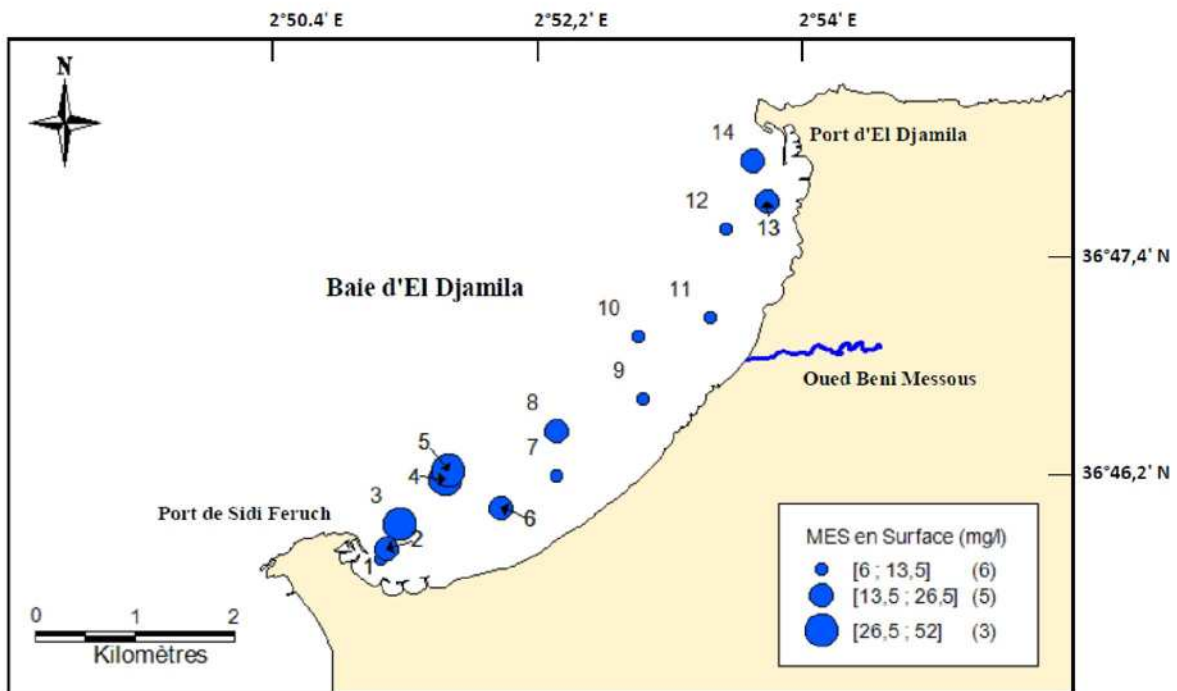 2°50.4' E
2°52,2' E
2°54' E
N
14
Port d'El Djamila
12
13
36°47,4' N
Baie d'El Djamila
11
10
Oued Beni Messous
9
8
7
5
4
36°46,2' N
3
6
Port de Sidi Feruch
2
1
MES en Surface (mg/l)
[6 ; 13,5] (6)
[13,5 ; 26,5] (5)
[26,5 ; 52] (3)
0 1 2
Kilomètres